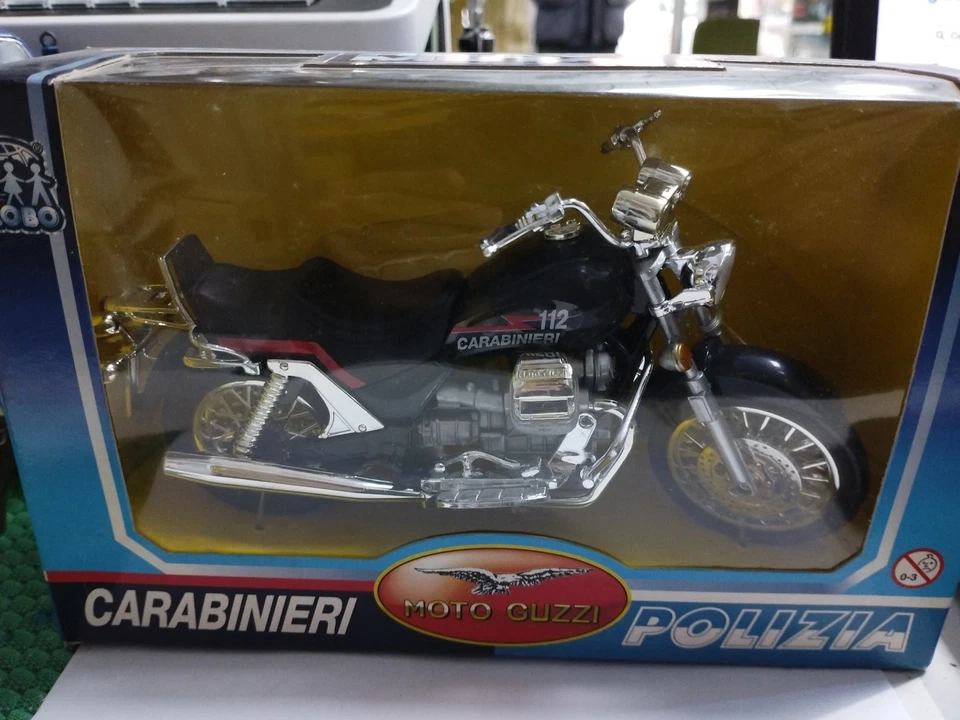 112
CARABINIERI
CARABINIERI
MOTO GUZZI
POLIZIA
0-3